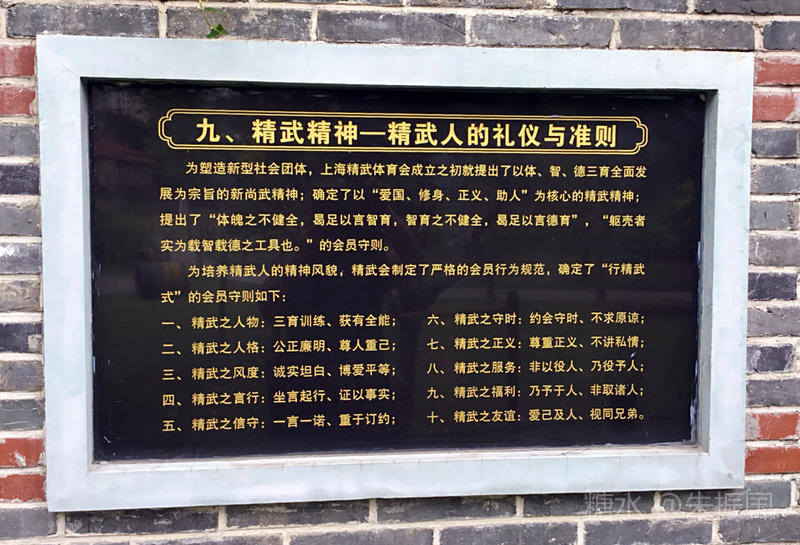 九、精武精神—精武人的礼仪与准则
为塑造新型社会团体，上海精武体育会成立之初就提出了以体、智、德三育全面发
展为宗旨的新尚武精神；确定了以“爱国、修身、正义、助人”为核心的精武精神；
提出了“体魄之不健全，曷足以言智育，智育之不健全，曷足以言德育”，“躯壳者
实为载智载德之工具也。”的会员守则。
为培养精武人的精神风貌，精武会制定了严格的会员行为规范，确定了“行精武
式”的会员守则如下：
一、精武之人物：三育训练、获有全能；
二、精武之人格：公正廉明、尊人重己；
三、精武之风度：诚实坦白、博爱平等；
四、精武之言行：坐言起行、证以事实；
五、精武之信守：一言一诺、重于订约；
六、精武之守时：约会守时、不求原谅；
七、精武之正义：尊重正义、不讲私情；
八、精武之服务：非以役人、乃役予人；
九、精武之福利：乃予于人、非取诸人；
十、精武之友谊：爱己及人、视同兄弟。
糖水 @朱振国